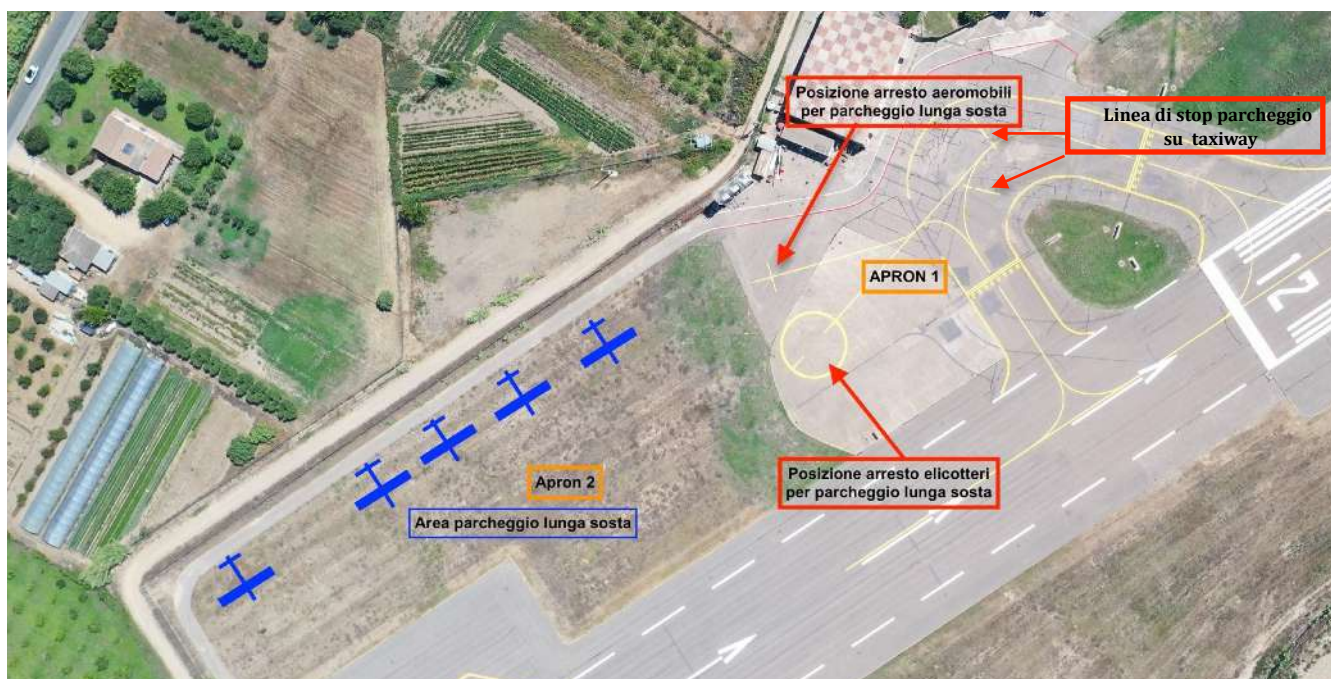 Posizione arresto aeromobili
per parcheggio lunga sosta
Linea di stop parcheggio
su taxiway
APRON 1
12
Posizione arresto elicotteri
per parcheggio lunga sosta
Apron 2
Area parcheggio lunga sosta